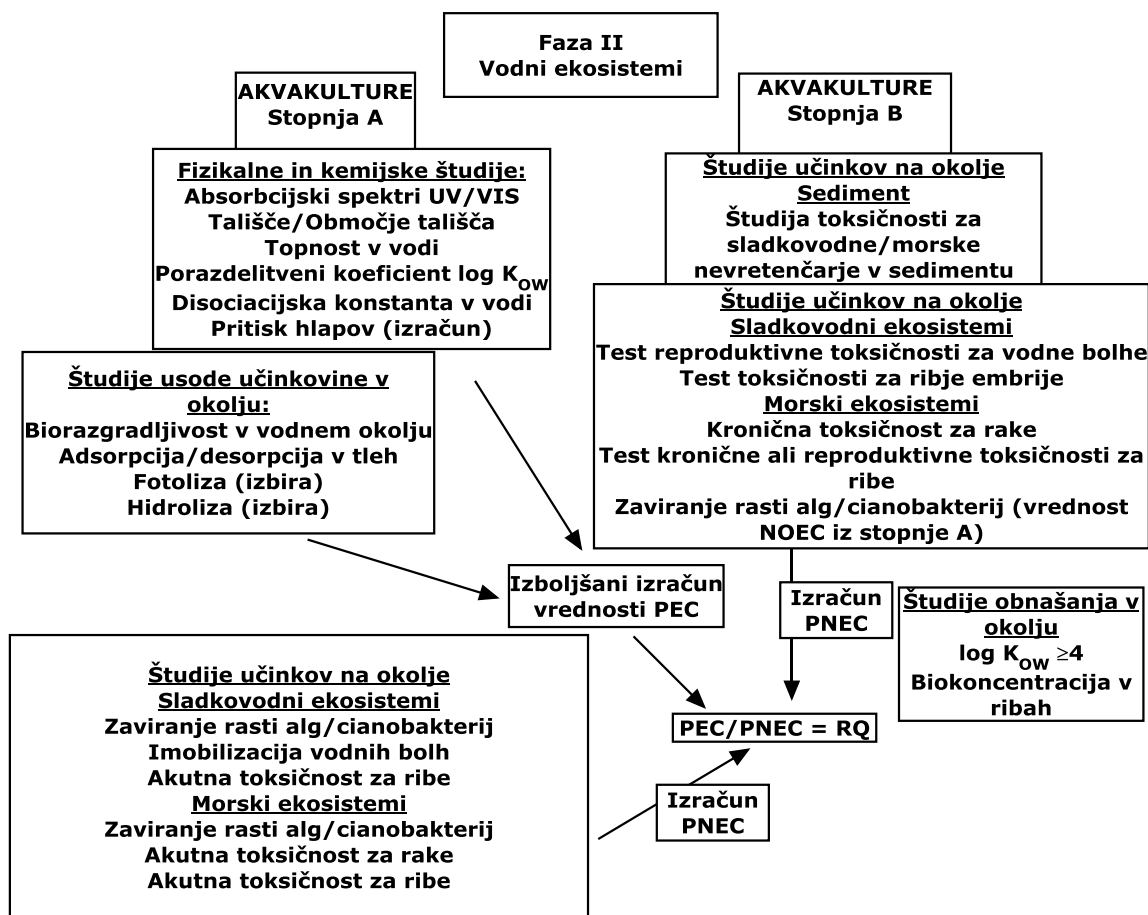 Faza II
Vodni ekosistemi
AKVAKULTURE
Stopnja A
Fizikalne in kemijske študije:
Absorbcijski spektri UV/VIS
Tališče/Območje tališča
Topnost v vodi
Porazdelitveni koeficient log KOW
Disociacijska konstanta v vodi
Pritisk hlapov (izračun)
Študije usode učinkovine v
okolju:
Biorazgradljivost v vodnem okolju
Adsorpcija/desorpcija v tleh
Fotoliza (izbira)
Hidroliza (izbira)
AKVAKULTURE
Stopnja B
Študije učinkov na okolje
Sediment
Študija toksičnosti za
sladkovodne/morske
nevretenčarje v sedimentu
Študije učinkov na okolje
Sladkovodni ekosistemi
Test reproduktivne toksičnosti za vodne bolhe
Test toksičnosti za ribje embrije
Morski ekosistemi
Kronična toksičnost za rake
Test kronične ali reproduktivne toksičnosti za
ribe
Zaviranje rasti alg/cianobakterij (vrednost
NOEC iz stopnje A)
Izboljšani izračun
vrednosti PEC
Izračun
PNEC
Študije obnašanja v
okolju
log KOW ≥4
Biokoncentracija v
ribah
Študije učinkov na okolje
Sladkovodni ekosistemi
Zaviranje rasti alg/cianobakterij
Imobilizacija vodnih bolh
Akutna toksičnost za ribe
Morski ekosistemi
Zaviranje rasti alg/cianobakterij
Akutna toksičnost za rake
Akutna toksičnost za ribe
PEC/PNEC = RQ
Izračun
PNEC